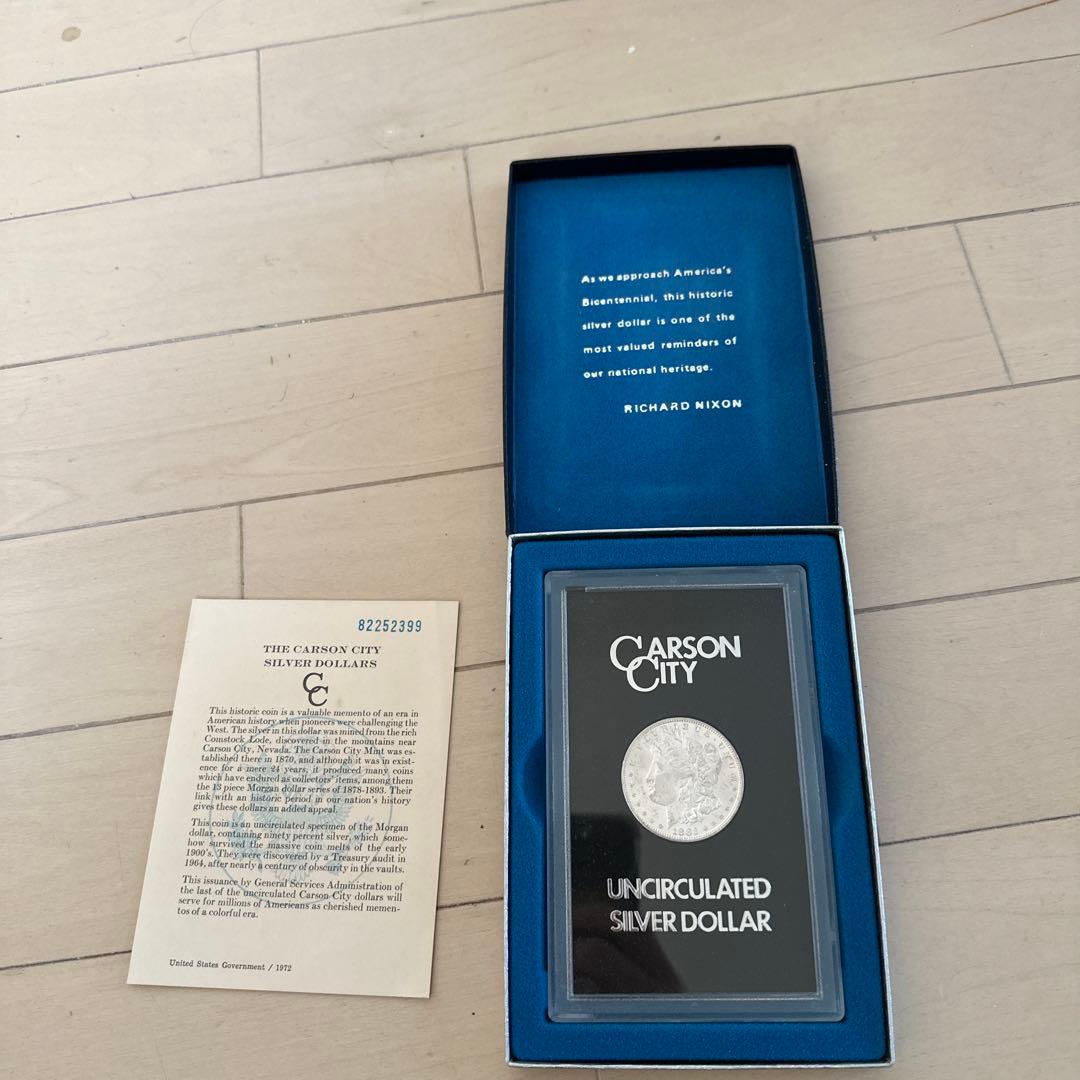 As we approach America's
Bicentennial, this historic
silver dollar is one of the
most valued reminders of
our national heritage.
RICHARD NIXON
CARSON
CITY
UNCIRCULATED
SILVER DOLLAR
82252399
THE CARSON CITY
SILVER DOLLARS
CC
This historic coin is a valuable memento of an era in
American history when pioneers were challenging the
West. The silver in this dollar was mined from the rich
Comstock Lode, discovered in the mountains near
Carson City, Nevada. The Carson City Mint was es-
tablished there in 1870, and although it was in exist-
ence for a mere 24 years, it produced many coins
which have endured as collectors' items, among them
the 13 piece Morgan dollar series of 1878-1893. Their
link with an historic period in our nation's history
gives these dollars an added appeal.
This coin is an uncirculated specimen of the Morgan
dollar, containing ninety percent silver, which some-
how survived the massive coin melts of the early
1900's. They were discovered by a Treasury audit in
1964, after nearly a century of obscurity in the vaults.
This issuance by General Services Administration of
the last of the uncirculated Carson City dollars will
serve for millions of Americans as cherished memen-
tos of a colorful era.
United States Government / 1972